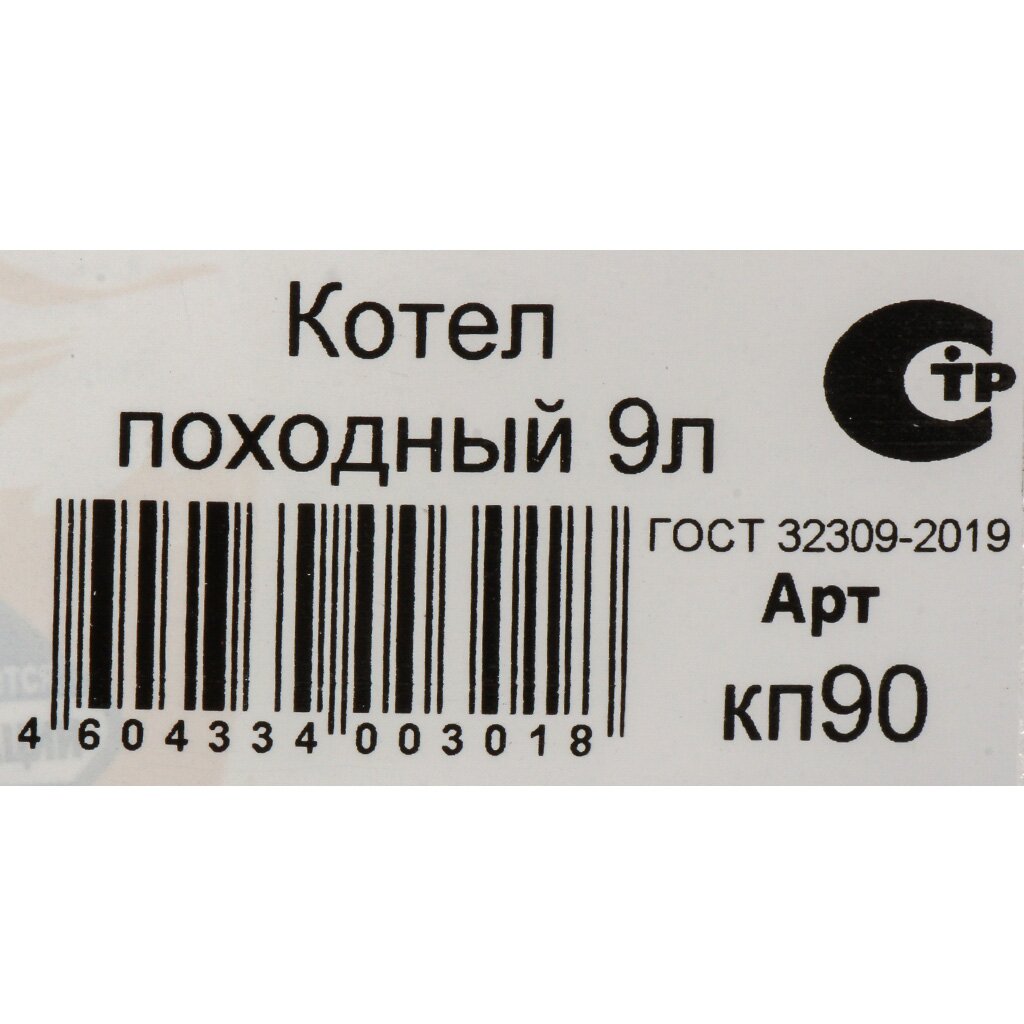 Котел
походный 9л
ТР
ГОСТ 32309-2019
Арт
кп90
4 604334 003018